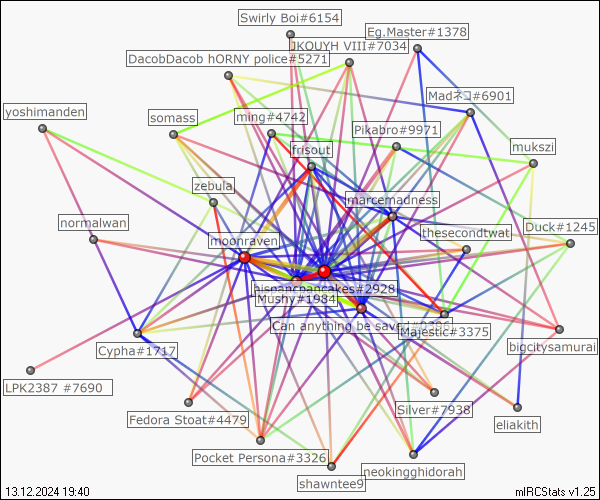 Swirly Boi#6154
Eg.Master#1378
JKOUYH VIII#7034
DacobDacob hORNY police#5271
Madネコ#6901
yoshimanden
somass
ming#4742
Pikabro#9971
mukszi
frisout
zebula
marcemadness
normalwan
Duck#1245
thesecondtwat
moonraven
hispanicpancakes#2928
Mushy#1984
Can anything be saved
Majestic#3375
bigcitysamurai
Cypha#1717
LPK2387 #7690
Silver#7938
Fedora Stoat#4479
eliakith
Pocket Persona#3326
neokingghidorah
shawntee9
13.12.2024 19:40
mIRCStats v1.25